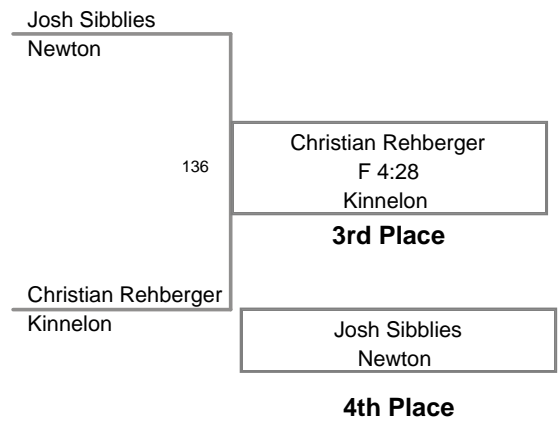 Josh Sibblies
Newton
136
Christian Rehberger
F 4:28
Kinnelon
3rd Place
Christian Rehberger
Kinnelon
Josh Sibblies
Newton
4th Place